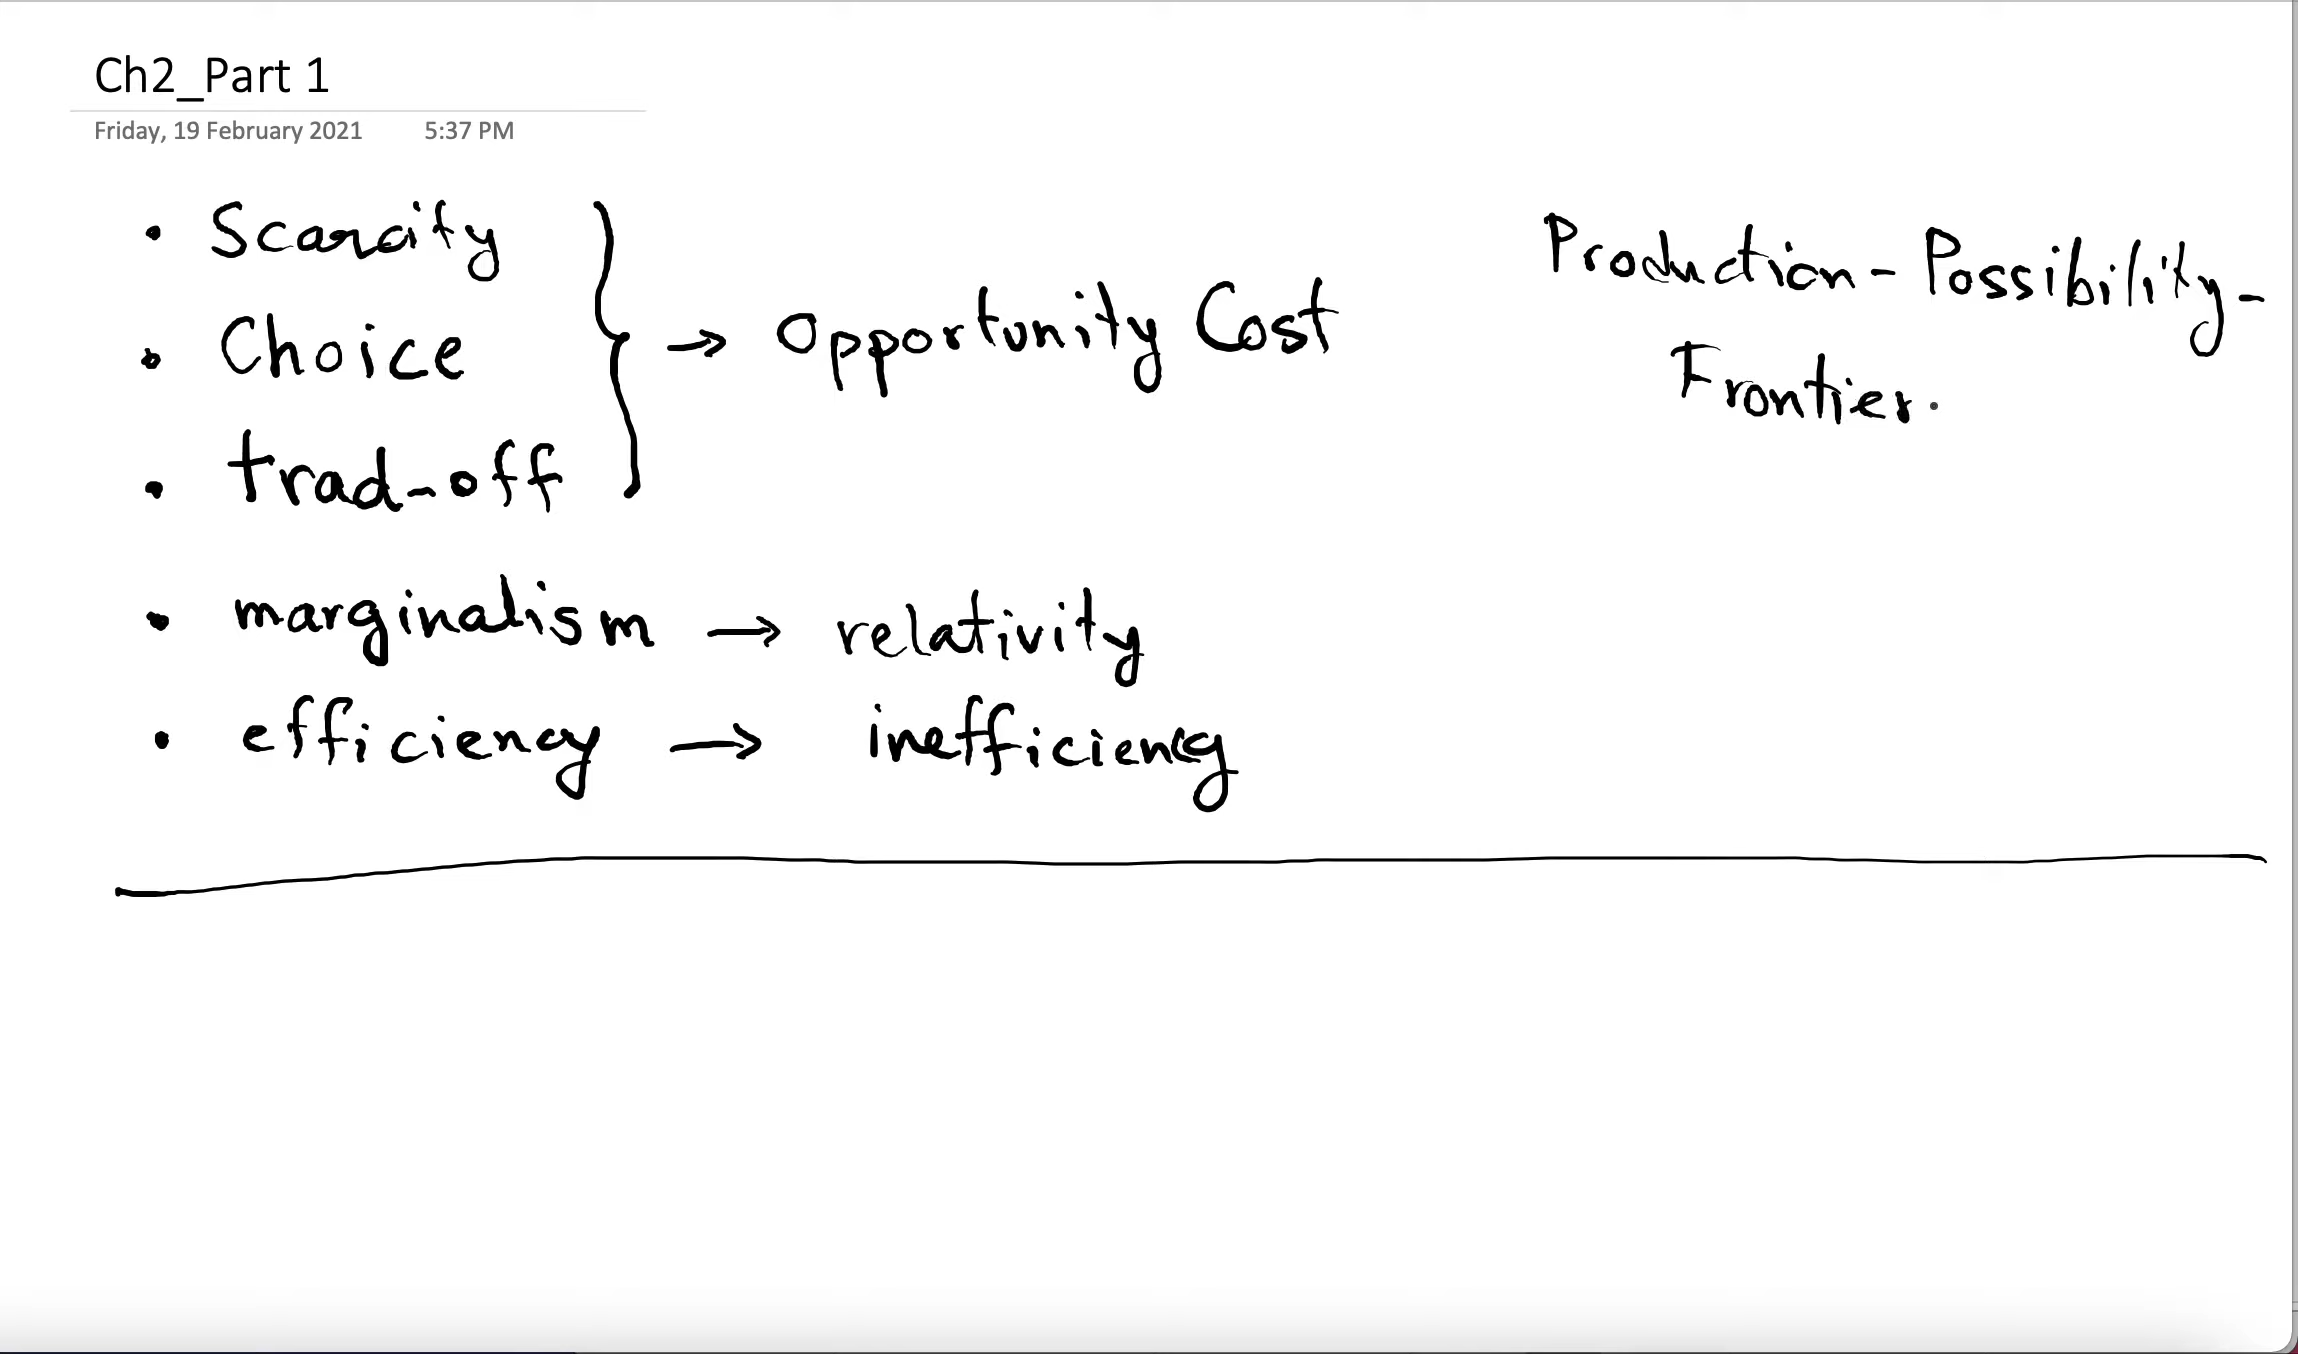 Ch2_Part 1
Friday, 19 February 2021 5:37 PM
• Scarcity
• Choice
• trad-off
→ Opportunity Cost
• marginalism → relativity
• efficiency → inefficiency
Production-Possibility-
Frontier.